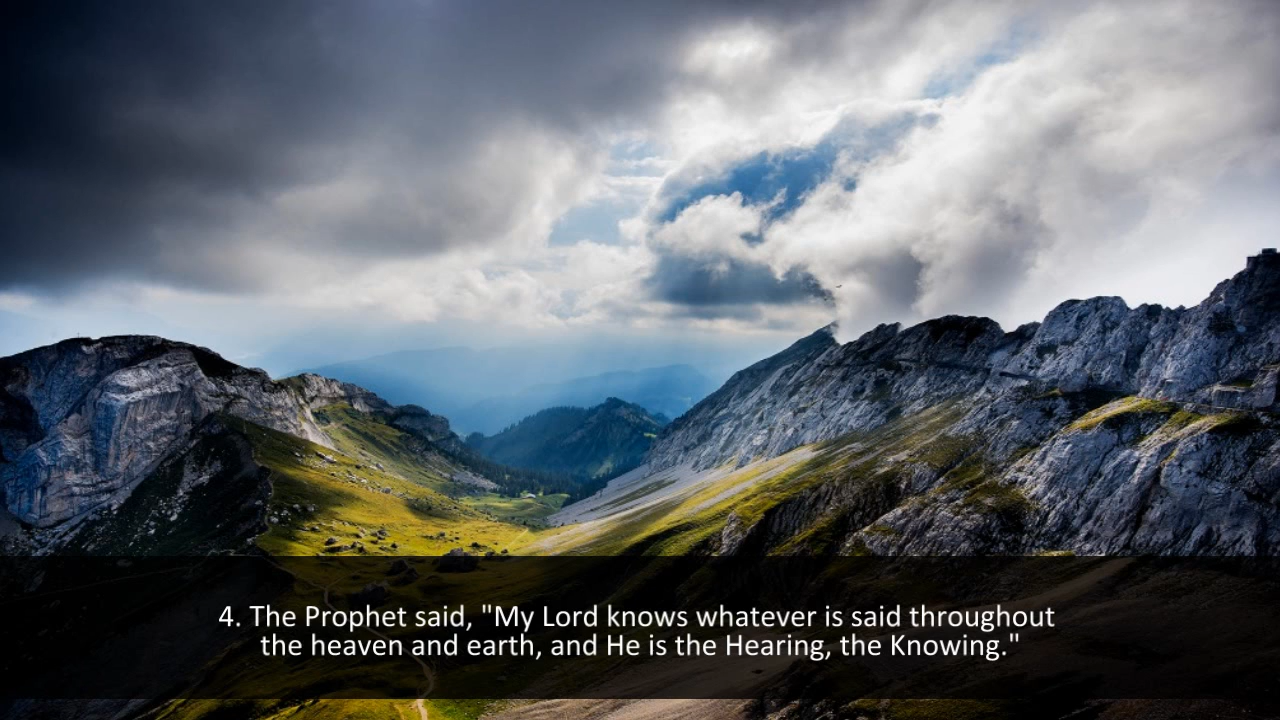 4. The Prophet said, "My Lord knows whatever is said throughout
the heaven and earth, and He is the Hearing, the Knowing."